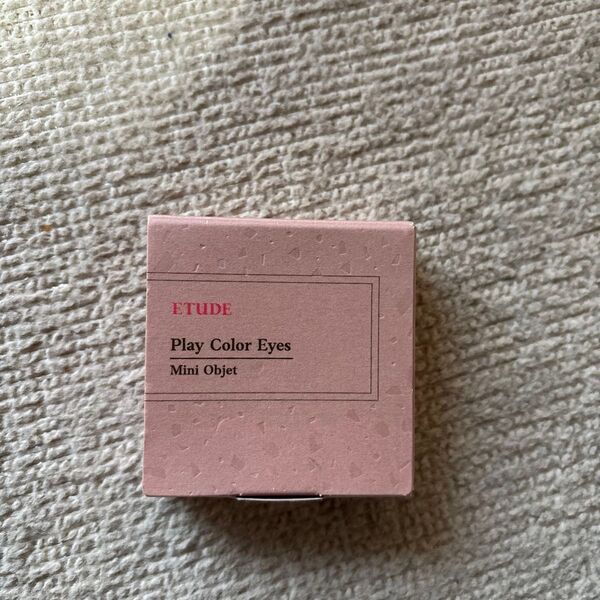 ETUDE
Play Color Eyes
Mini Objet